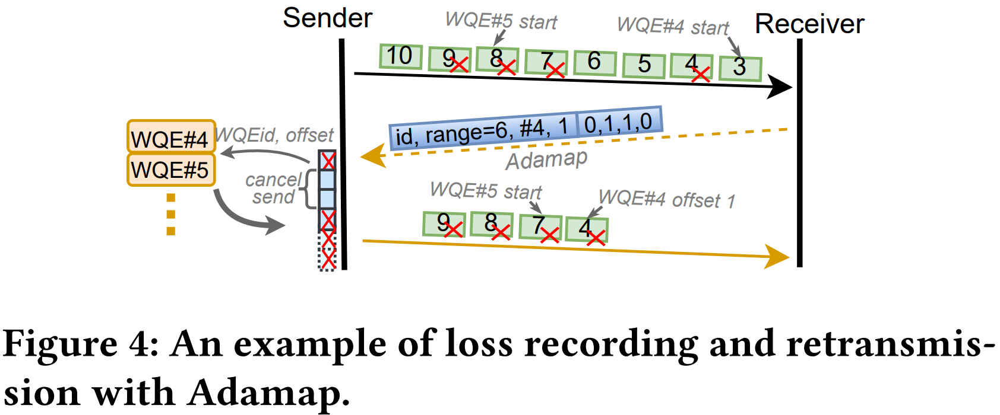 Sender
WQE#5 start
WQE#4 start
Receiver
10 9 8 7 6 5 4 3
id, range=6, #4, 1 0,1,1,0
Adamap
WQE#4
WQEid, offset
WQE#5
cancel
send
WQE#5 start
WQE#4 offset 1
9 8 7 4
Figure 4: An example of loss recording and retransmis-
sion with Adamap.